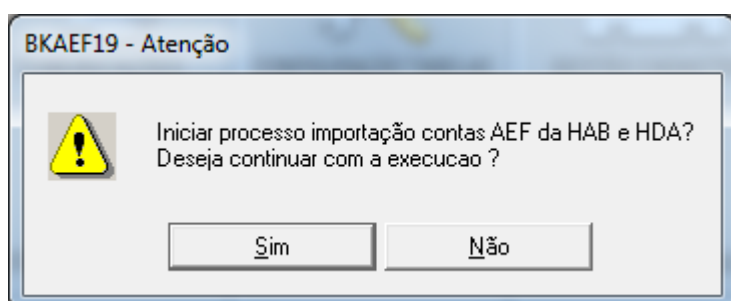 BKAEF19 - Atenção
Iniciar processo importação contas AEF da HAB e HDA?
Deseja continuar com a execucao ?
Sim
Não